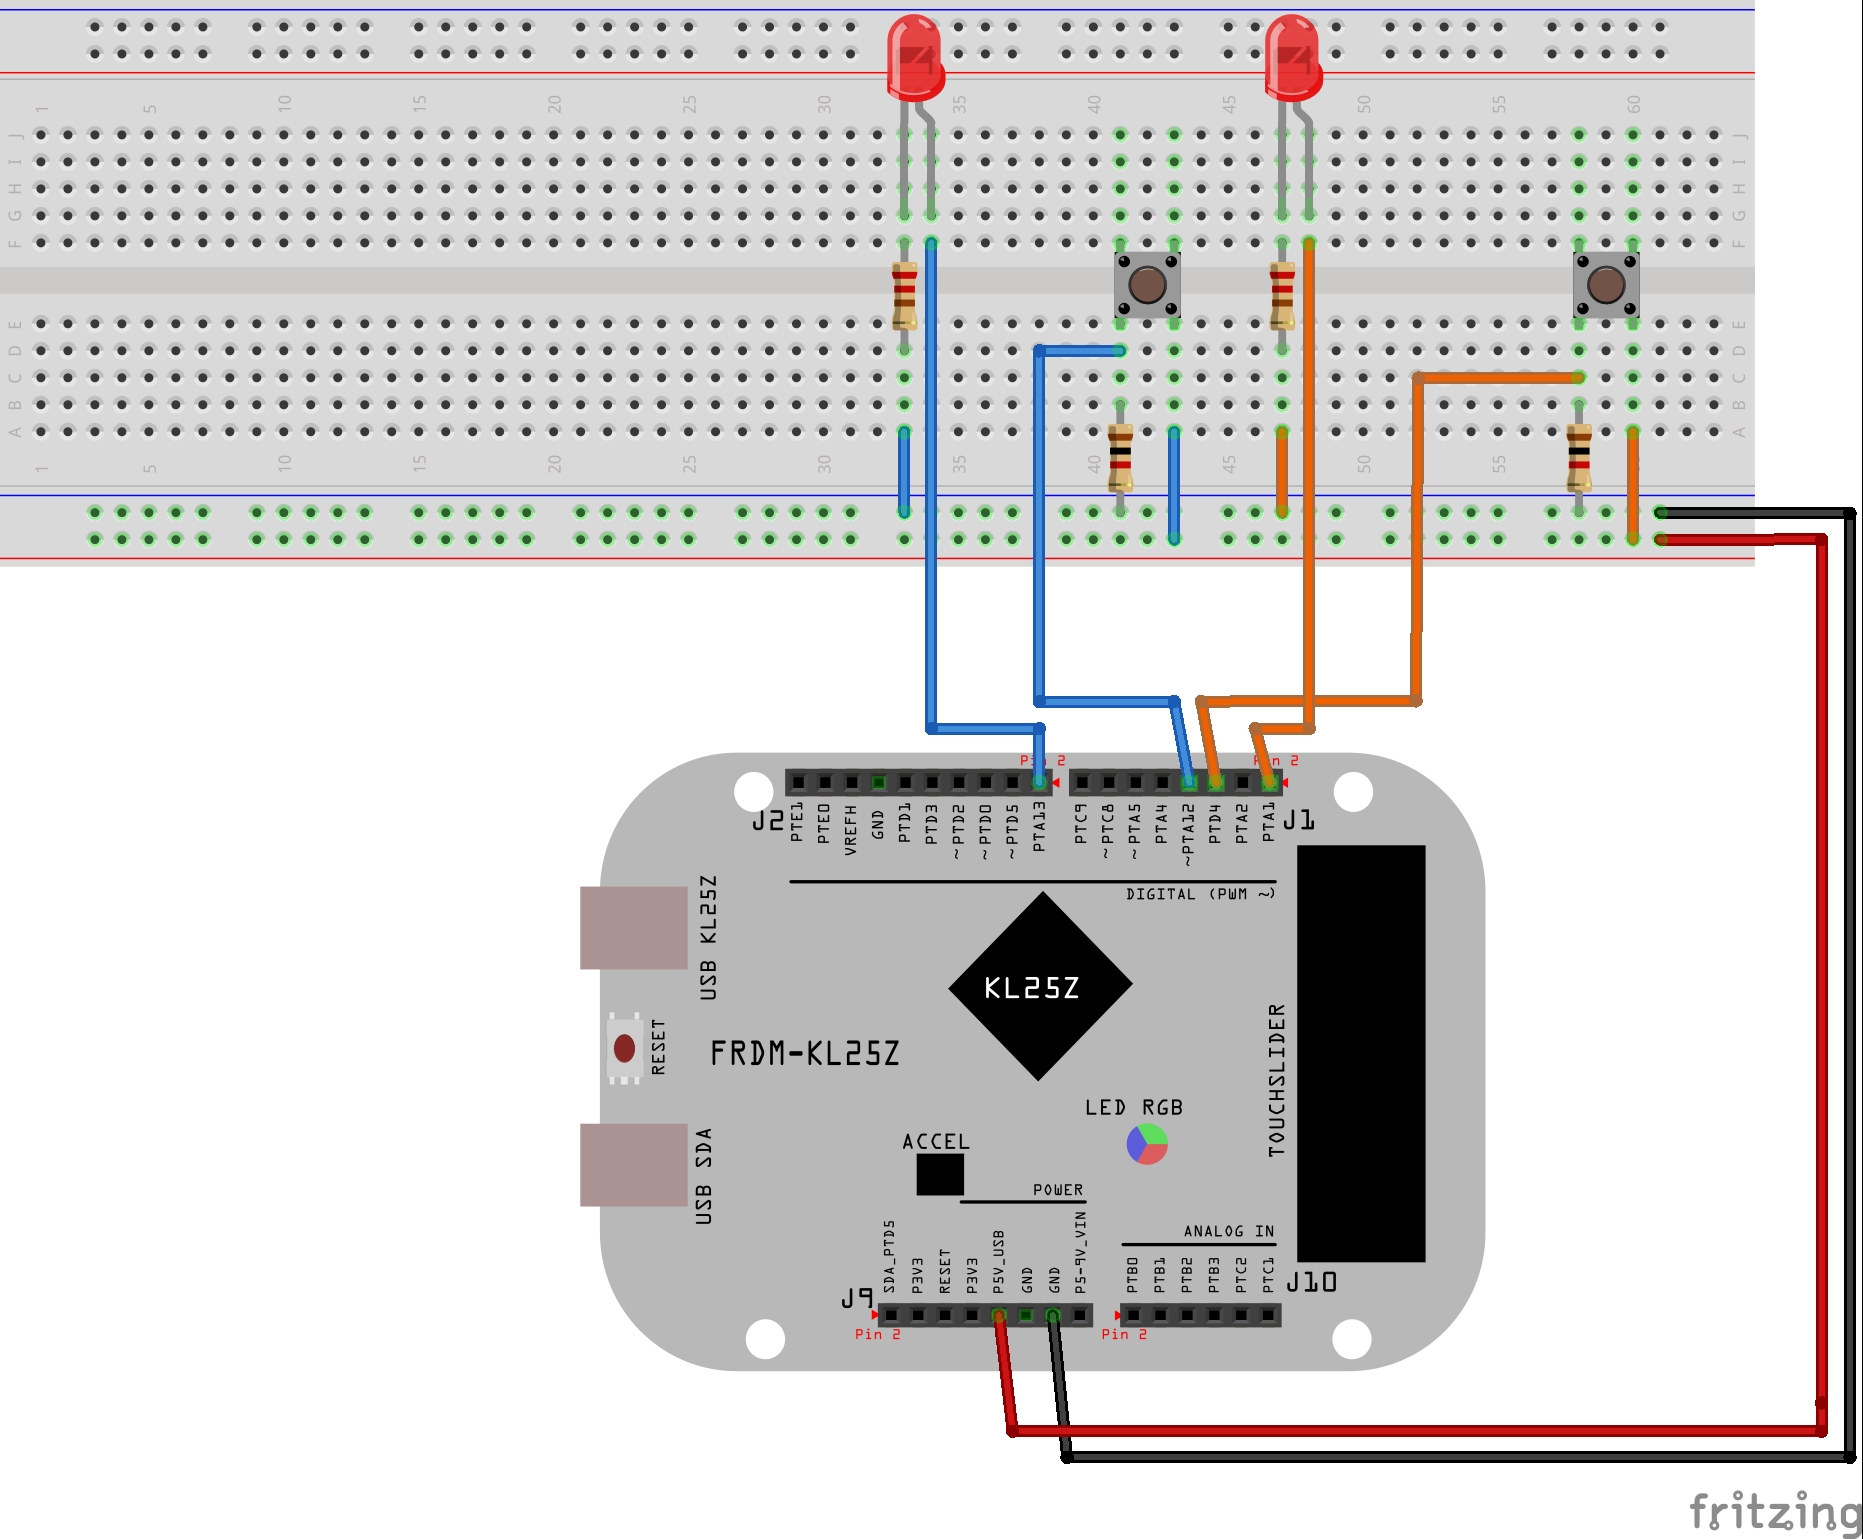 1 5 10 15 20 25 30 35 40 45 50 55 60
J J
I I
H H
G G
F F
E E
D D
C C
B B
A A
1 5 10 15 20 25 30 35 40 45 50 55
Pin 2 Pin 2
J2 PTE1 PTE0 VREFH GND PTD1 PTD3 ~PTD2 ~PTD0 ~PTD5 PTA13 PTC9 ~PTC8 ~PTA5 PTA4 ~PTA12 PTD4 PTA2 PTA1 J1
DIGITAL (PWM ~)
USB KL25Z
KL25Z
RESET
FRDM-KL25Z
TOUCHSLIDER
LED RGB
ACCEL
USB SDA
POWER
ANALOG IN
J9 SDA_PTD5 P3V3 RESET P3V3 P5V_USB GND GND P5-9V_VIN PTB0 PTB1 PTB2 PTB3 PTC2 PTC1 J10
Pin 2 Pin 2
fritzing